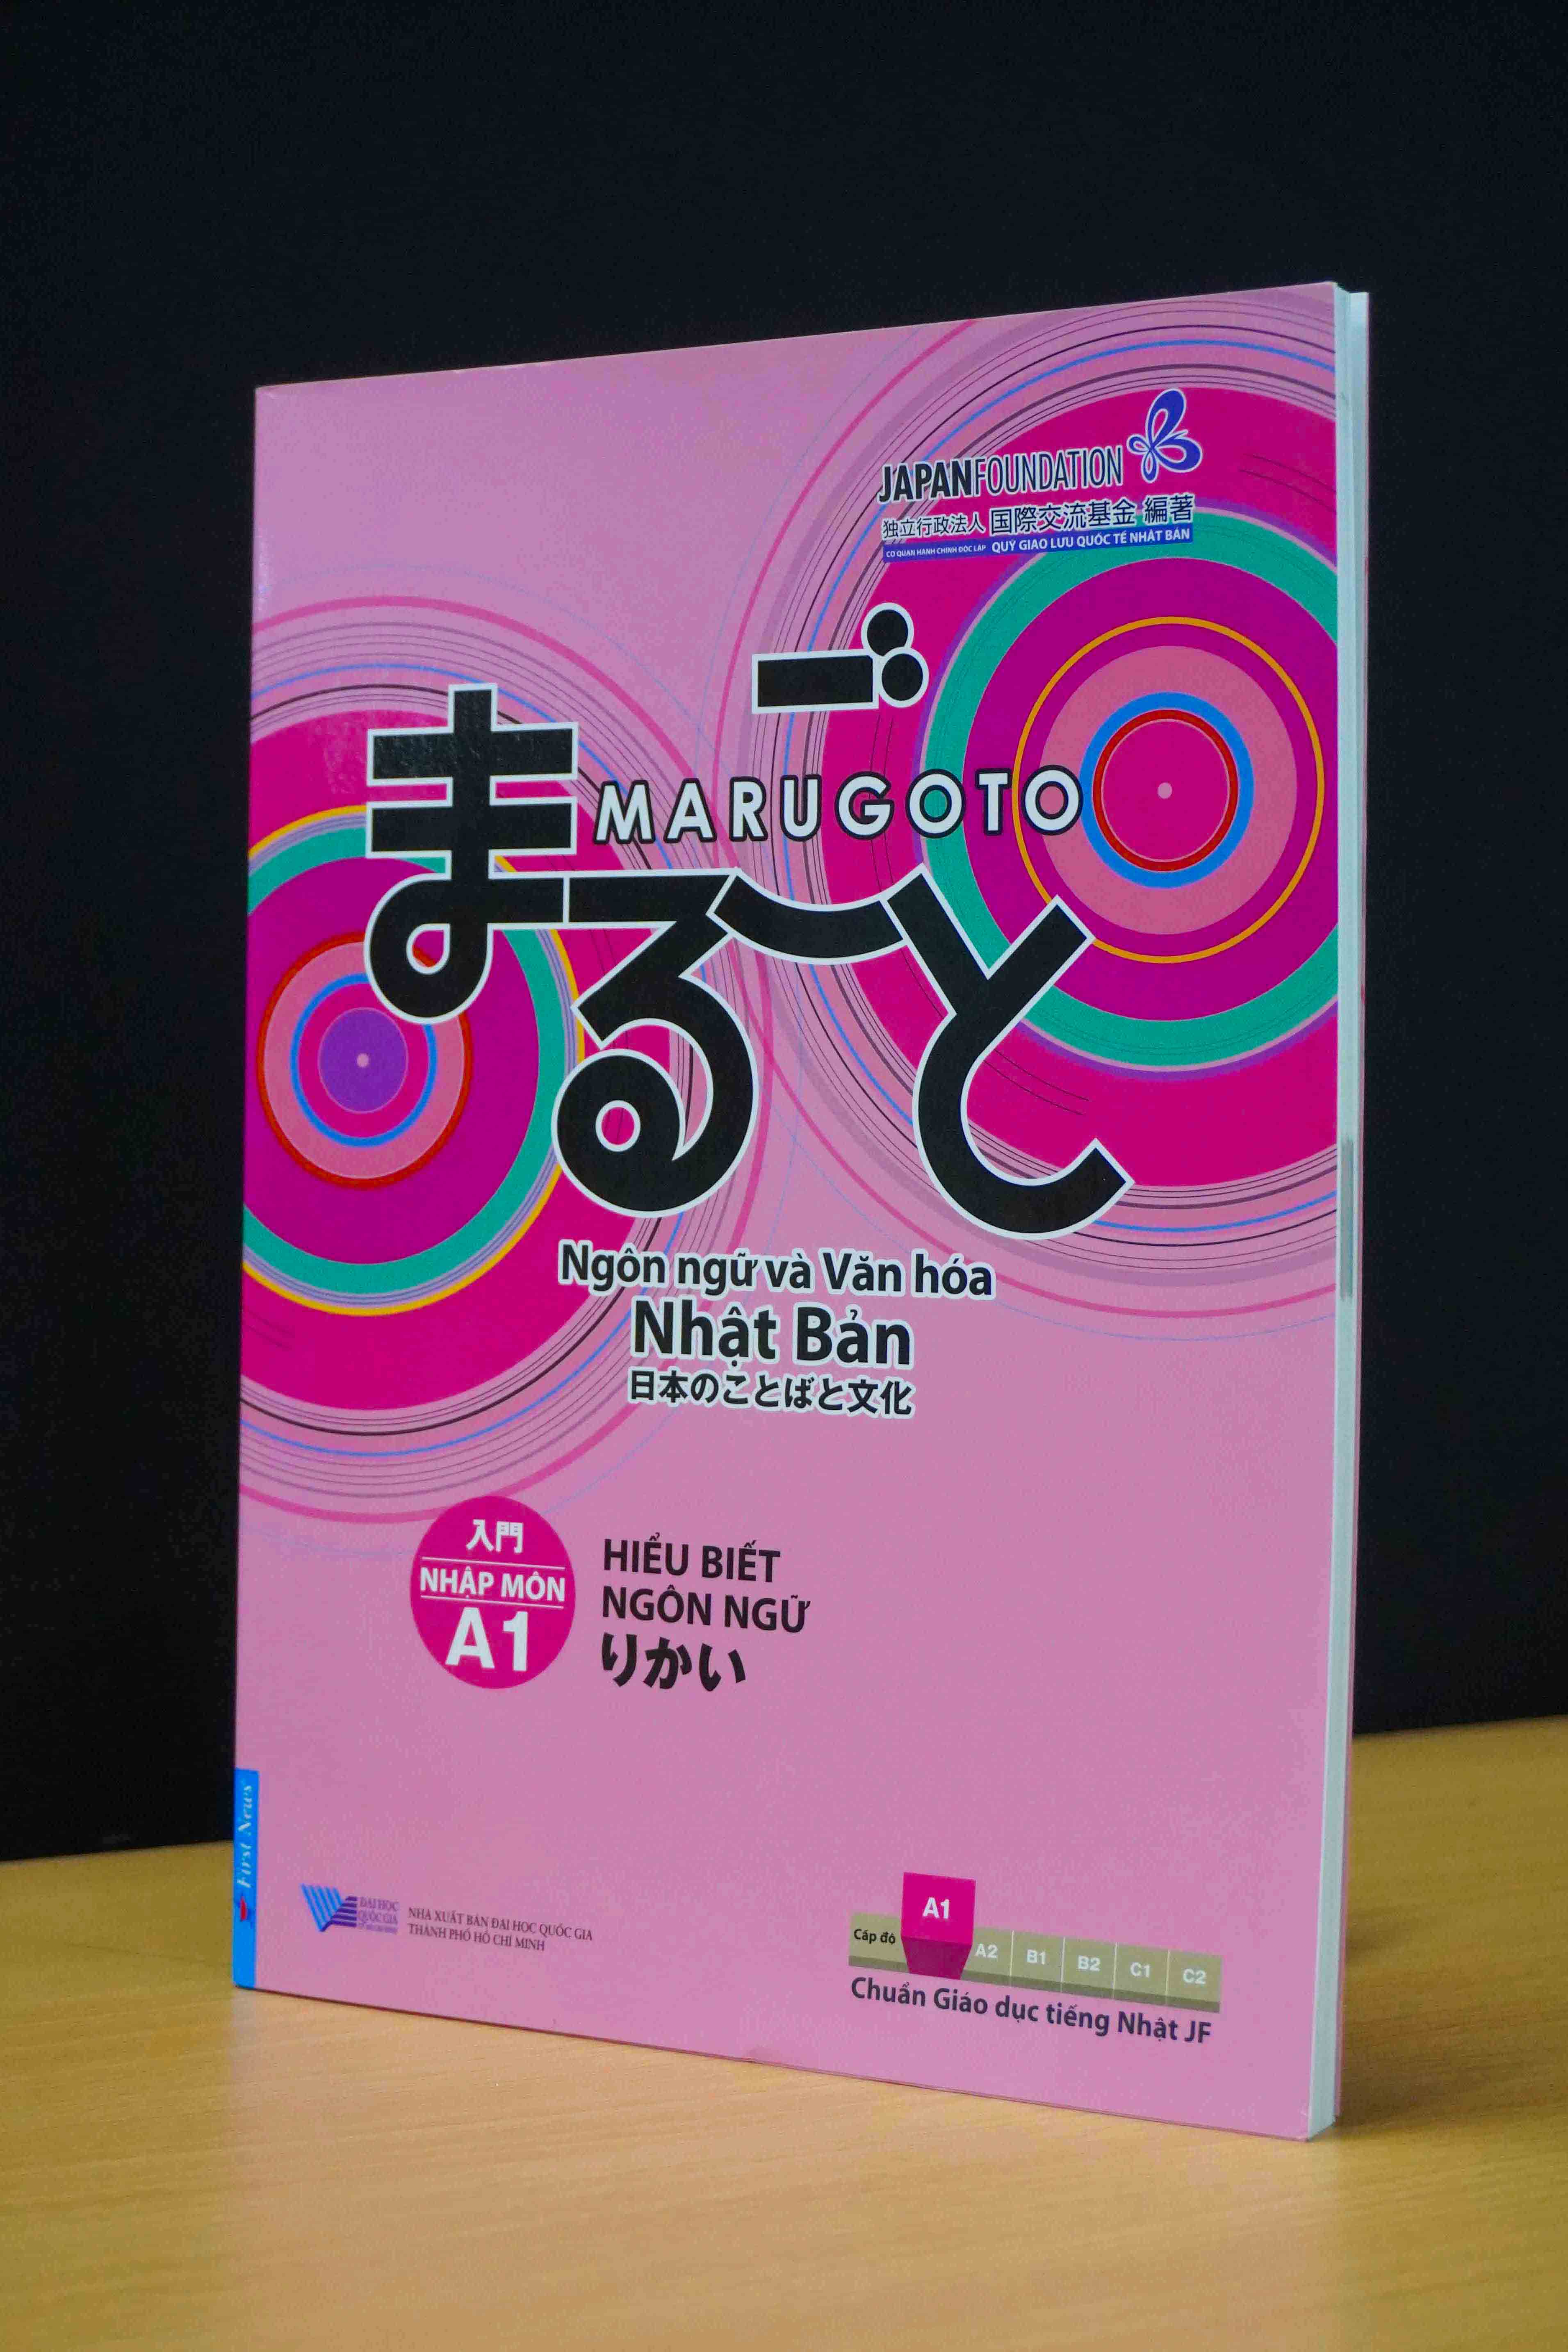 JAPANFOUNDATION
独立行政法人 国際交流基金 編著
CƠ QUAN HÀNH CHÍNH ĐỘC LẬP QUỸ GIAO LƯU QUỐC TẾ NHẬT BẢN
まるごと
MARUGOTO
Ngôn ngữ và Văn hóa
Nhật Bản
日本のことばと文化
入門
NHẬP MÔN
A1
HIỂU BIẾT
NGÔN NGỮ
りかい
First News
ĐẠI HỌC
QUỐC GIA
NHÀ XUẤT BẢN ĐẠI HỌC QUỐC GIA
THÀNH PHỐ HỒ CHÍ MINH
Cấp độ A1 A2 B1 B2 C1 C2
Chuẩn Giáo dục tiếng Nhật JF